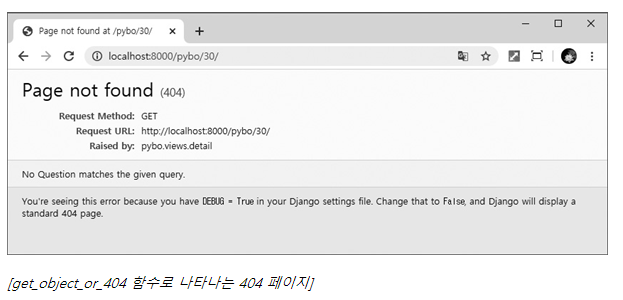 Page not found at /pybo/30/
localhost:8000/pybo/30/
Page not found (404)
Request Method: GET
Request URL: http://localhost:8000/pybo/30/
Raised by: pybo.views.detail
No Question matches the given query.
You're seeing this error because you have DEBUG = True in your Django settings file. Change that to False, and Django will display a
standard 404 page.
[get_object_or_404 함수로 나타나는 404 페이지]